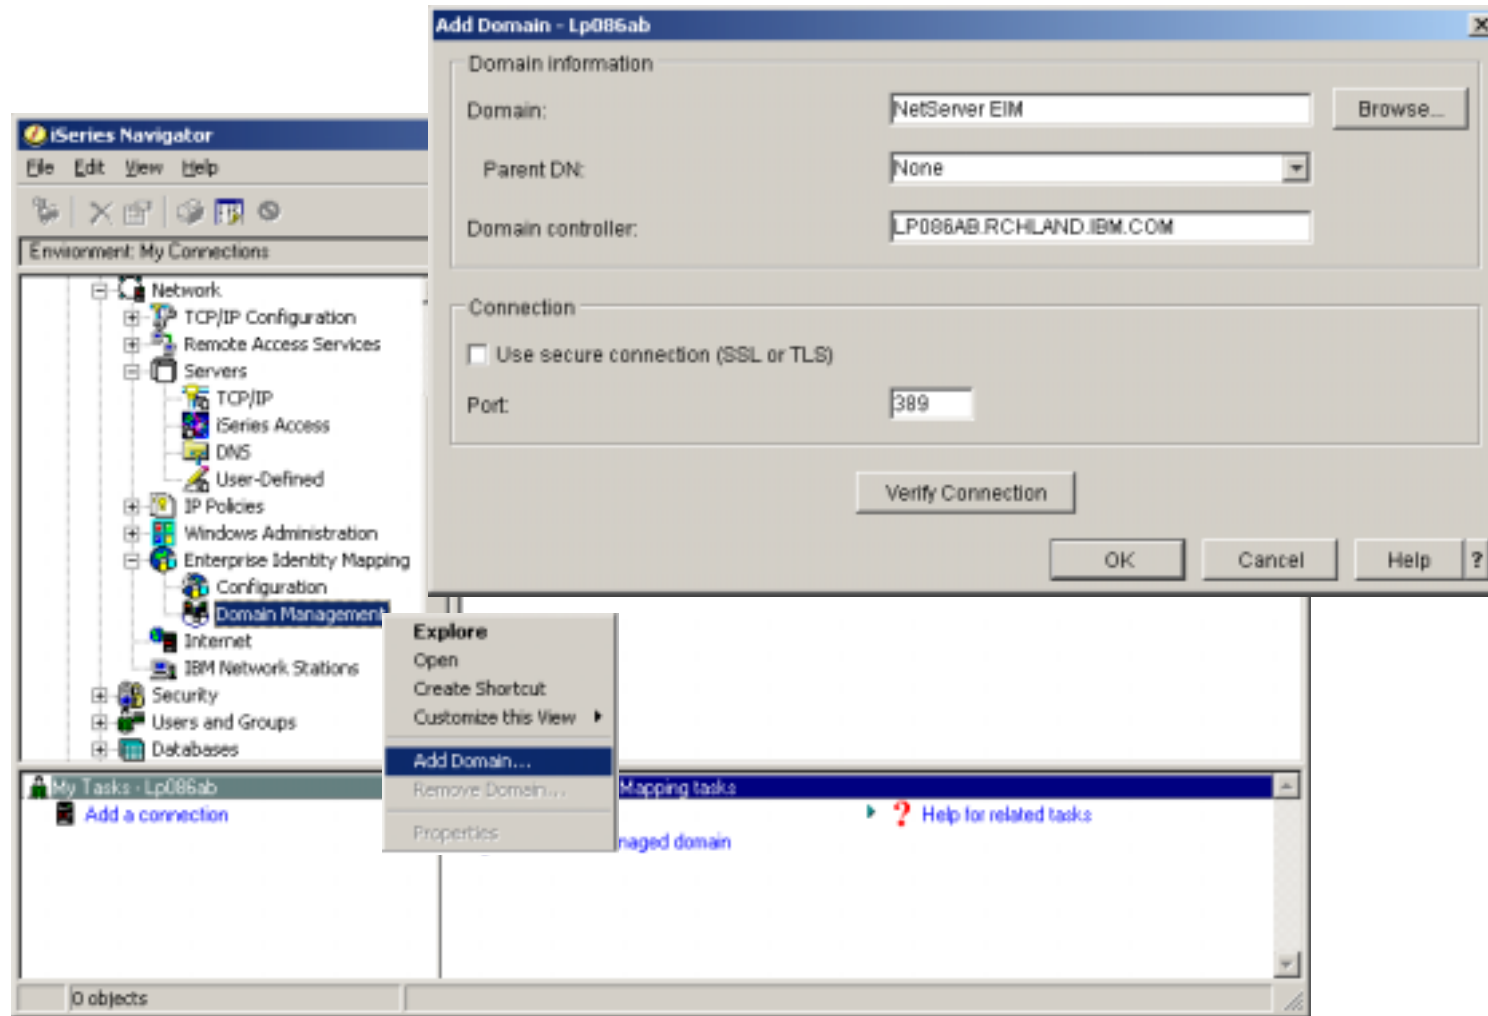 Add Domain - Lp086ab
Domain information
Domain:
NetServer EIM
Browse...
Parent DN:
None
Domain controller:
LP086AB.RCHLAND.IBM.COM
Connection
Use secure connection (SSL or TLS)
Port:
389
Verify Connection
OK
Cancel
Help
?
iSeries Navigator
File Edit View Help
Environment: My Connections
Network
TCP/IP Configuration
Remote Access Services
Servers
TCP/IP
iSeries Access
DNS
User-Defined
IP Policies
Windows Administration
Enterprise Identity Mapping
Configuration
Domain Management
Internet
IBM Network Stations
Security
Users and Groups
Databases
Explore
Open
Create Shortcut
Customize this View
Add Domain...
Remove Domain...
Properties
My Tasks - Lp086ab
Add a connection
Mapping tasks
Help for related tasks
naged domain
0 objects